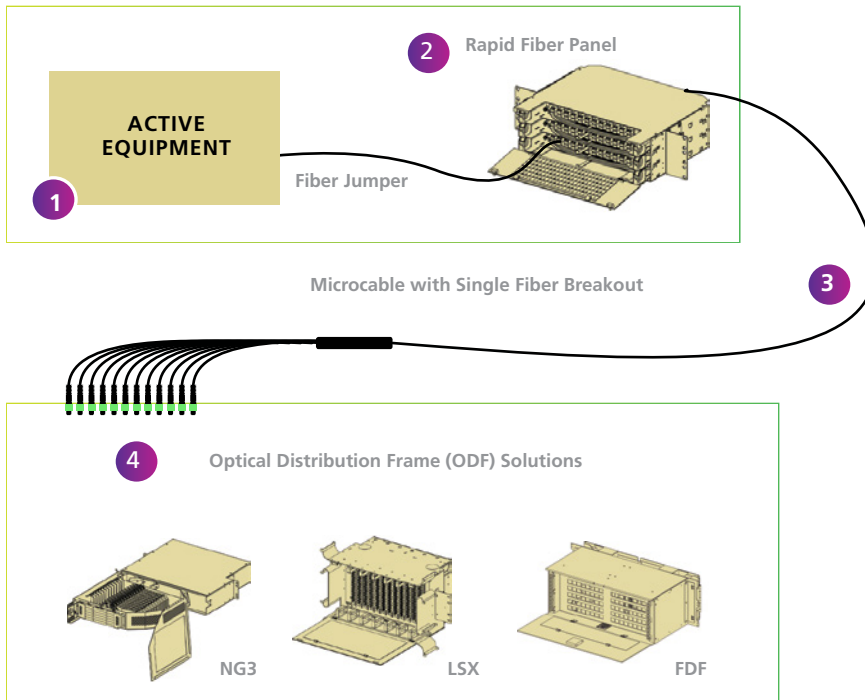 2
Rapid Fiber Panel
ACTIVE
EQUIPMENT
1
Fiber Jumper
Microcable with Single Fiber Breakout
3
4
Optical Distribution Frame (ODF) Solutions
NG3
LSX
FDF